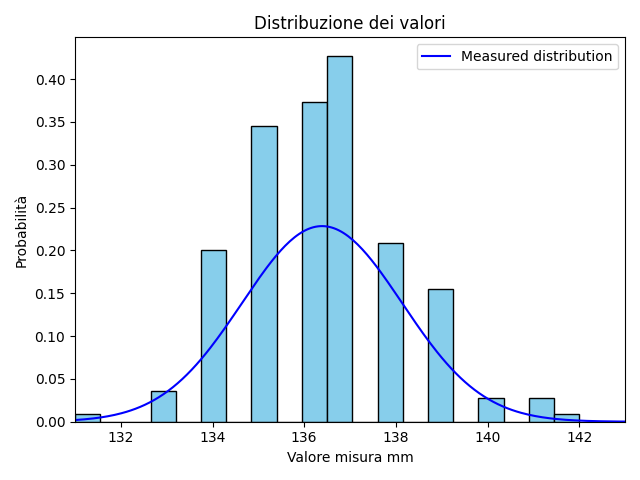 Distribuzione dei valori
Measured distribution
0.40
0.35
0.30
0.25
0.20
0.15
0.10
0.05
0.00
Probabilità
132 134 136 138 140 142
Valore misura mm